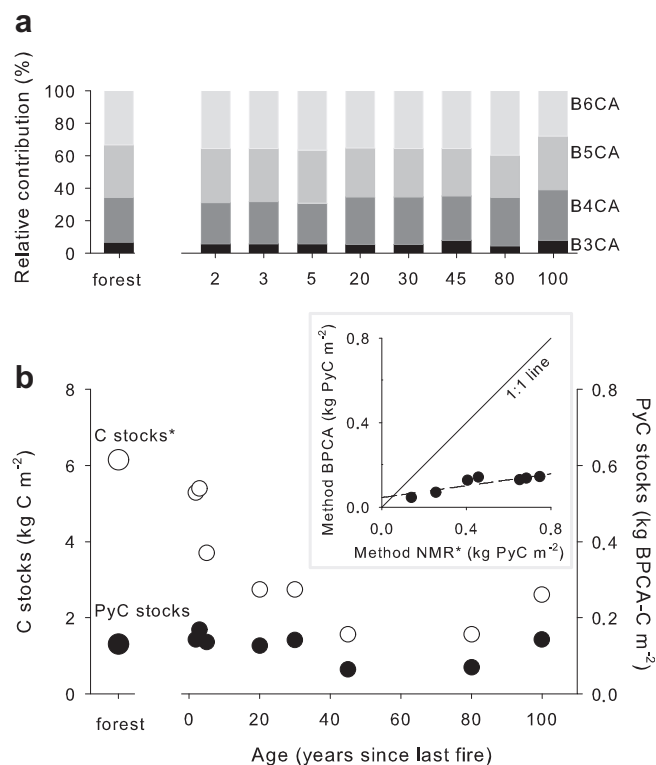 a
Relative contribution (%)
100
80
60
40
20
0
B6CA
B5CA
B4CA
B3CA
forest 2 3 5 20 30 45 80 100
b
C stocks (kg C m-2)
8
6
4
2
0
C stocks*
PyC stocks
Method BPCA (kg PyC m-2)
0.8
0.4
0.0
1:1 line
0.0 0.4 0.8
Method NMR* (kg PyC m-2)
0.8
0.6
0.4
0.2
0.0
PyC stocks (kg BPCA-C m-2)
forest 0 20 40 60 80 100
Age (years since last fire)